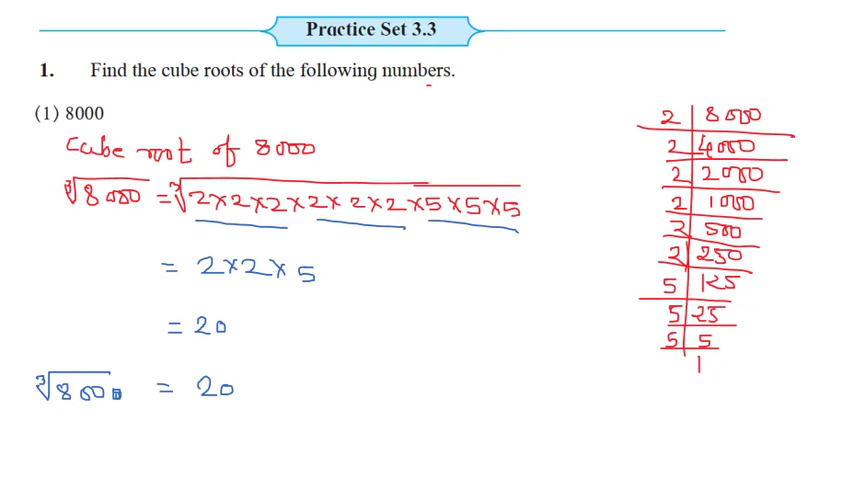 Practice Set 3.3
1. Find the cube roots of the following numbers.
(1) 8000
Cube root of 8000
∛8000 = ∛2×2×2×2×2×2×5×5×5
= 2×2×5
= 20
∛8000 = 20
2 | 8000
2 | 4000
2 | 2000
2 | 1000
2 | 500
2 | 250
5 | 125
5 | 25
5 | 5
1